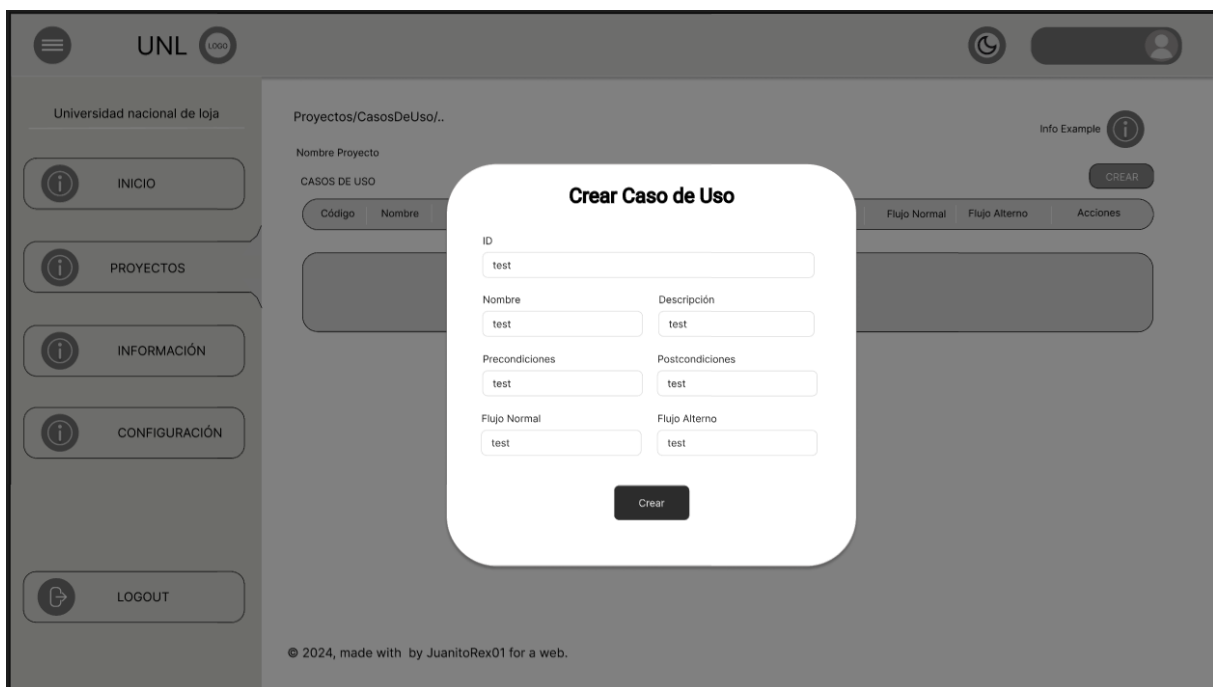 UNL LOGO
Universidad nacional de loja
INICIO
PROYECTOS
INFORMACIÓN
CONFIGURACIÓN
LOGOUT
Proyectos/CasosDeUso/..
Info Example
Nombre Proyecto
CASOS DE USO
CREAR
Código Nombre Flujo Normal Flujo Alterno Acciones
Crear Caso de Uso
ID
test
Nombre Descripción
test test
Precondiciones Postcondiciones
test test
Flujo Normal Flujo Alterno
test test
Crear
© 2024, made with by JuanitoRex01 for a web.